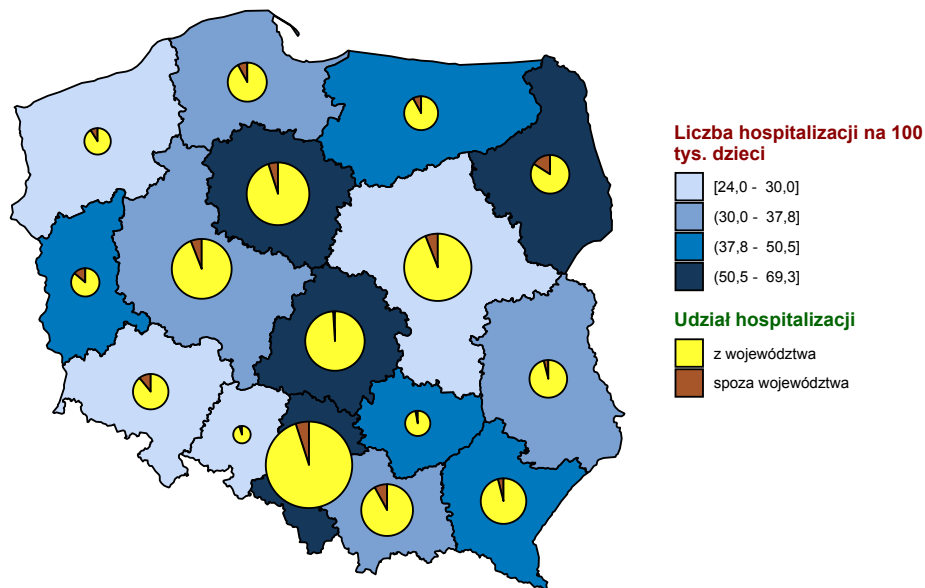 Liczba hospitalizacji na 100
tys. dzieci
[24,0 - 30,0]
(30,0 - 37,8]
(37,8 - 50,5]
(50,5 - 69,3]
Udział hospitalizacji
z województwa
spoza województwa